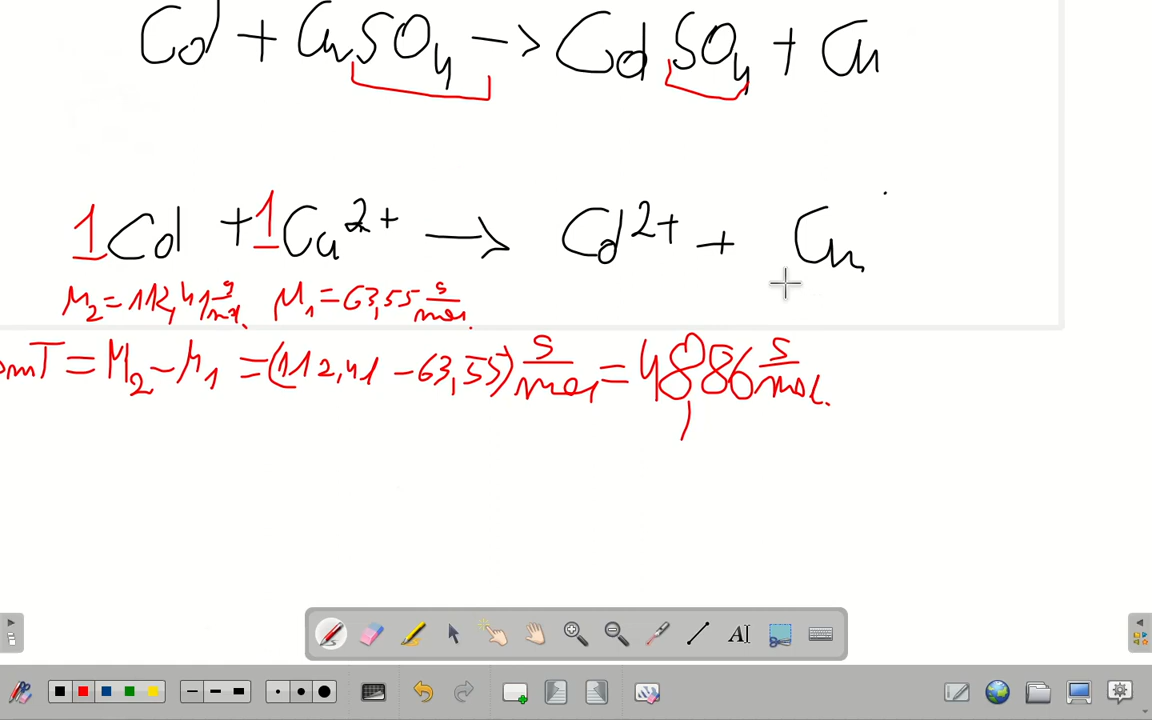 Cd + CuSO4 -> CdSO4 + Cu
1Cd + 1Cu2+ -> Cd2+ + Cu
M2=112,41 g/mol. M1=63,55 g/mol.
smT = M2-M1 = (112,41 - 63,55) g/mol = 48,86 g/mol.